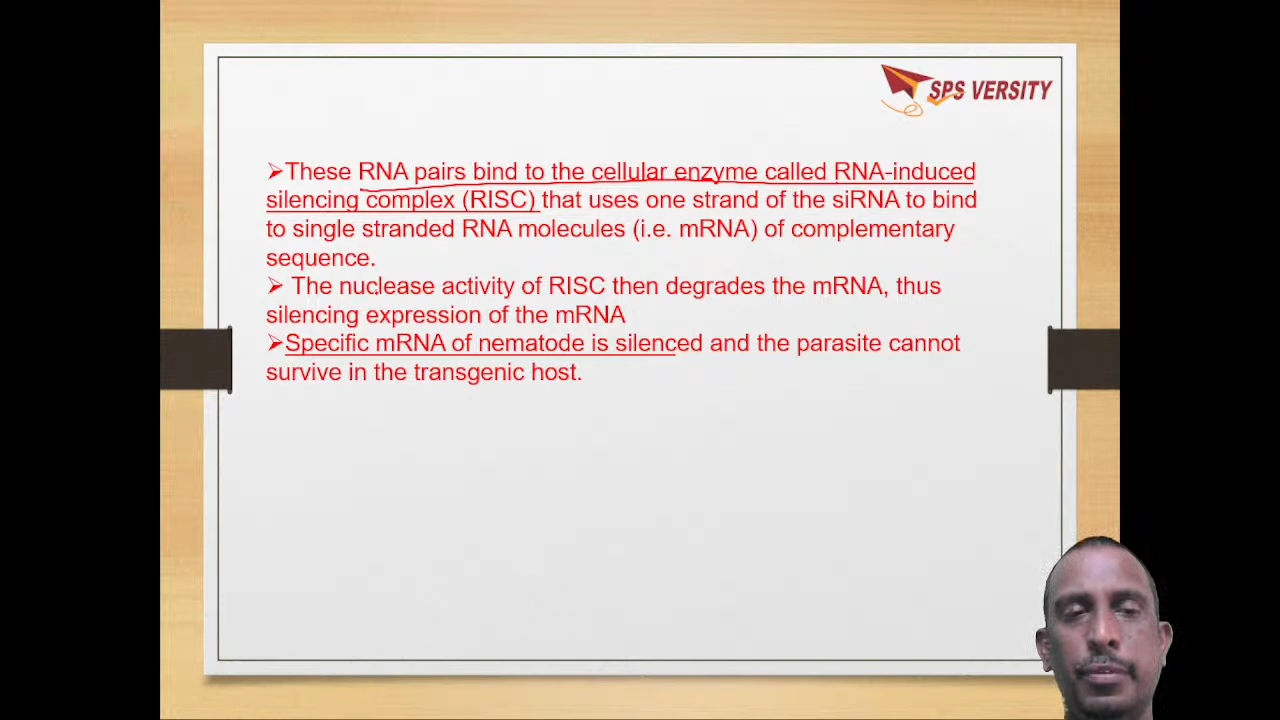 SPS VERSITY
➢These RNA pairs bind to the cellular enzyme called RNA-induced
silencing complex (RISC) that uses one strand of the siRNA to bind
to single stranded RNA molecules (i.e. mRNA) of complementary
sequence.
➢ The nuclease activity of RISC then degrades the mRNA, thus
silencing expression of the mRNA
➢Specific mRNA of nematode is silenced and the parasite cannot
survive in the transgenic host.